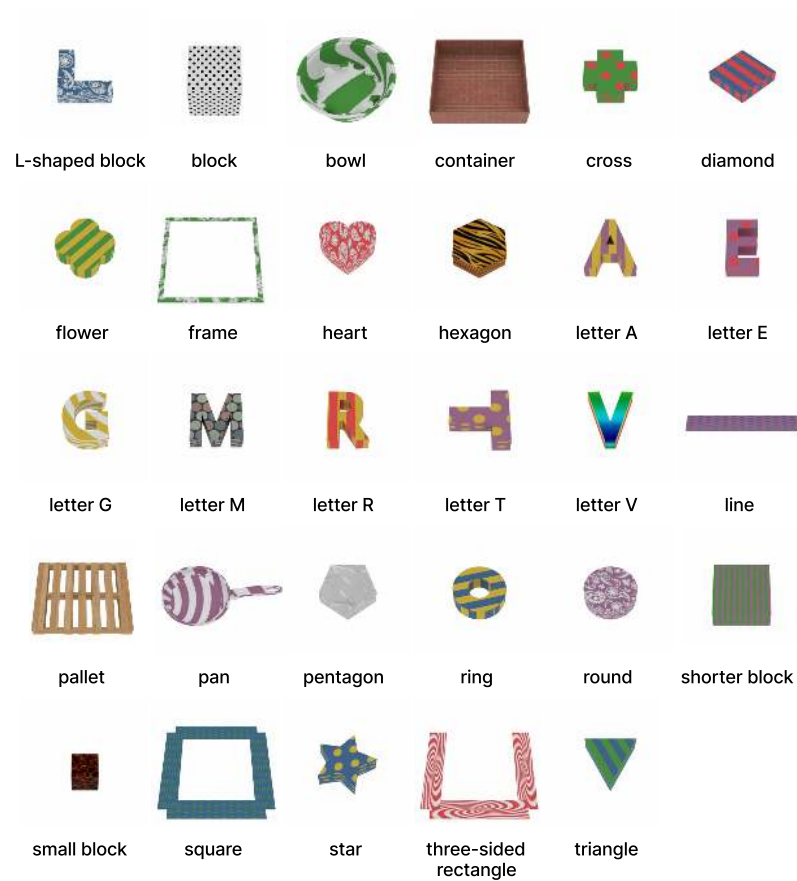 L-shaped block
block
bowl
container
cross
diamond
flower
frame
heart
hexagon
letter A
letter E
letter G
letter M
letter R
letter T
letter V
line
pallet
pan
pentagon
ring
round
shorter block
small block
square
star
three-sided
rectangle
triangle